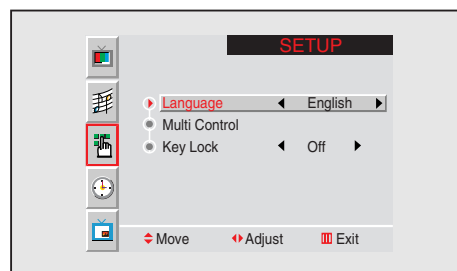 SETUP
Language ◀ English ▶
Multi Control
Key Lock ◀ Off ▶
Move Adjust Exit